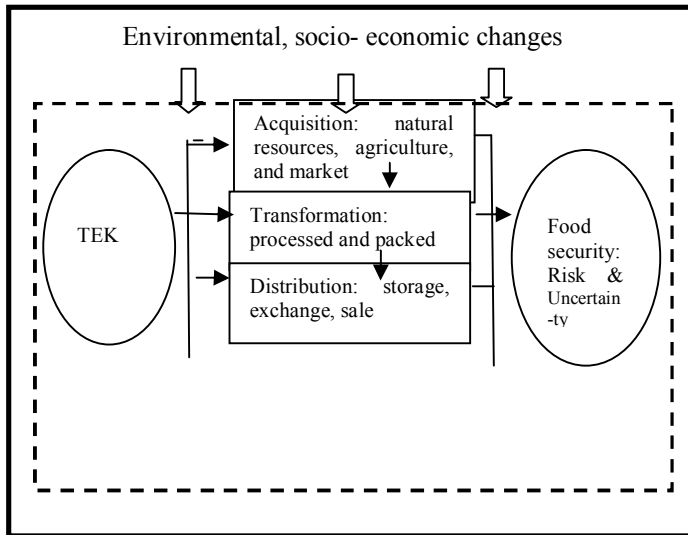 Environmental, socio- economic changes
Acquisition: natural
resources, agriculture,
and market
TEK
Transformation:
processed and packed
Distribution: storage,
exchange, sale
Food
security:
Risk &
Uncertain
-ty